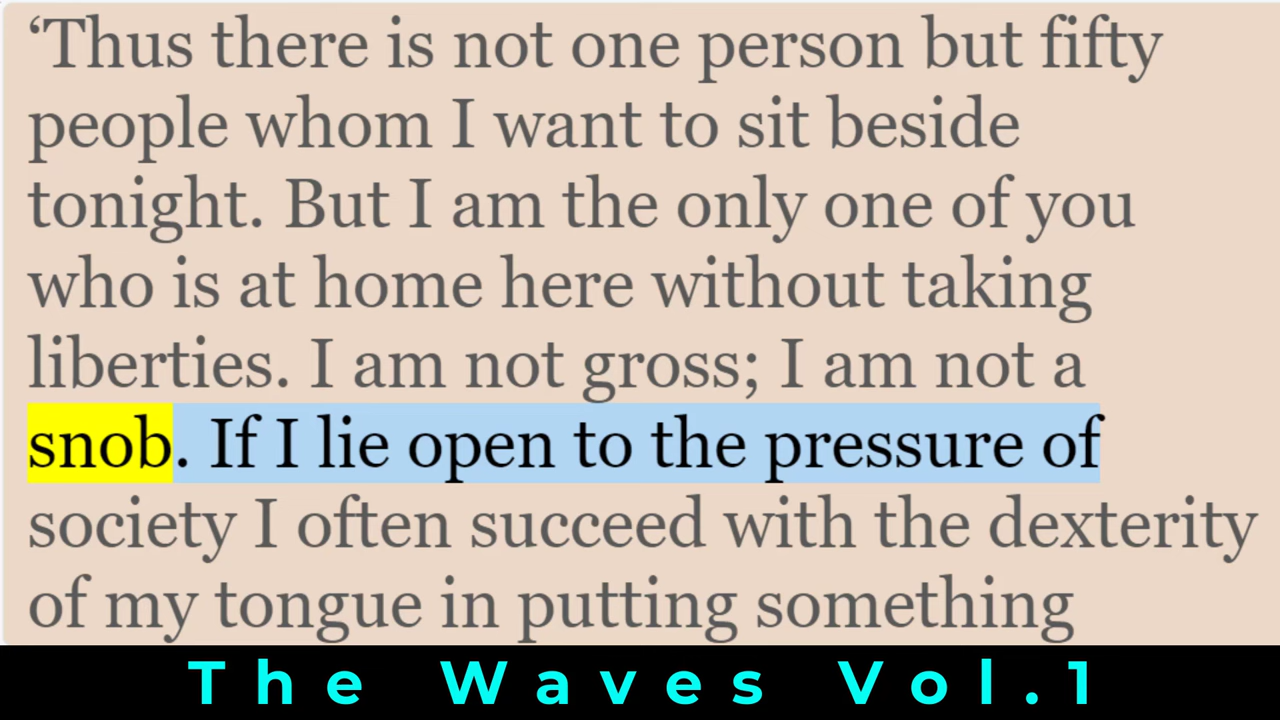 ‘Thus there is not one person but fifty
people whom I want to sit beside
tonight. But I am the only one of you
who is at home here without taking
liberties. I am not gross; I am not a
snob. If I lie open to the pressure of
society I often succeed with the dexterity
of my tongue in putting something
The Waves Vol.1